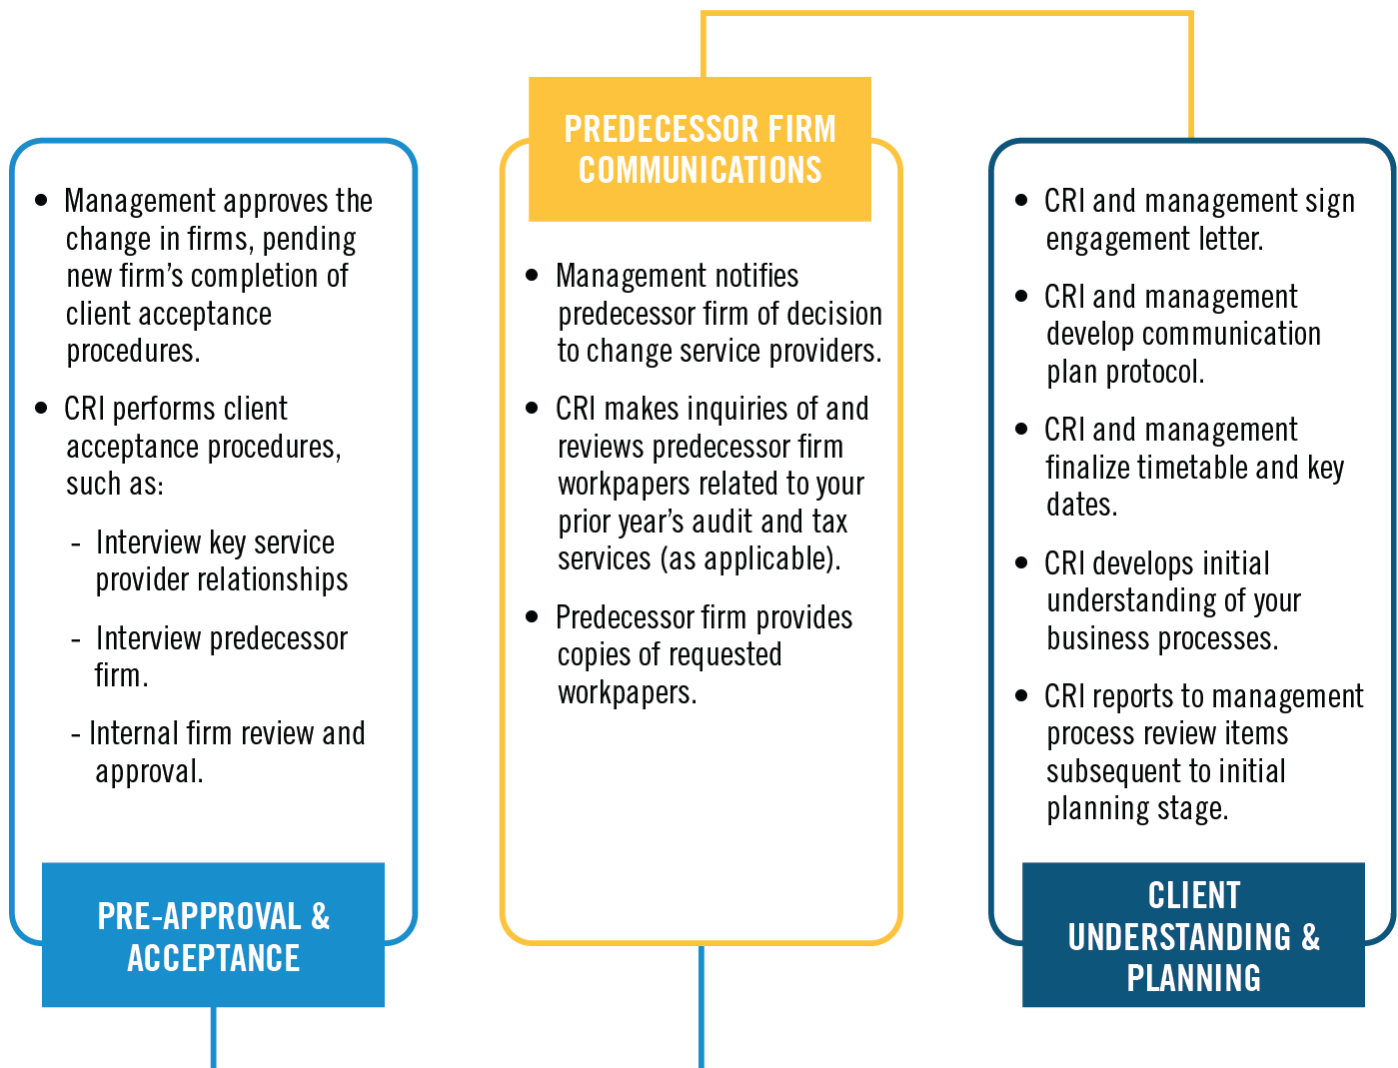 • Management approves the
change in firms, pending
new firm’s completion of
client acceptance
procedures.
• CRI performs client
acceptance procedures,
such as:
- Interview key service
provider relationships
- Interview predecessor
firm.
- Internal firm review and
approval.
PRE-APPROVAL &
ACCEPTANCE
PREDECESSOR FIRM
COMMUNICATIONS
• Management notifies
predecessor firm of decision
to change service providers.
• CRI makes inquiries of and
reviews predecessor firm
workpapers related to your
prior year’s audit and tax
services (as applicable).
• Predecessor firm provides
copies of requested
workpapers.
• CRI and management sign
engagement letter.
• CRI and management
develop communication
plan protocol.
• CRI and management
finalize timetable and key
dates.
• CRI develops initial
understanding of your
business processes.
• CRI reports to management
process review items
subsequent to initial
planning stage.
CLIENT
UNDERSTANDING &
PLANNING